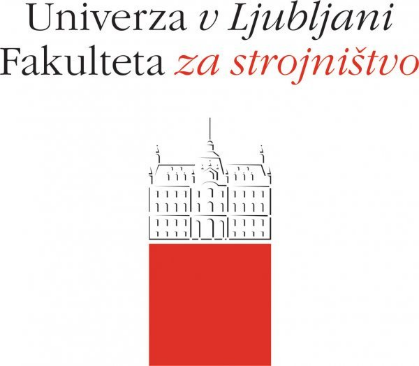 Univerza v Ljubljani
Fakulteta za strojništvo